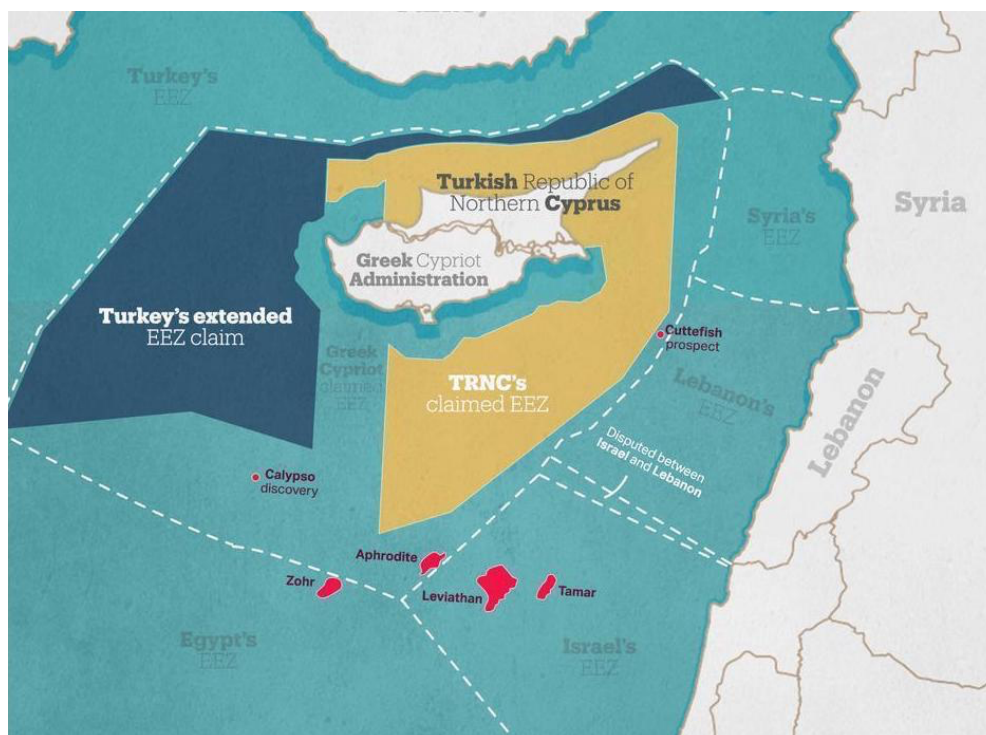 Turkey's
EEZ
Turkish Republic of
Northern Cyprus
Syria's
EEZ
Syria
Greek Cypriot
Administration
Turkey's extended
EEZ claim
Greek
Cypriot
claimed
EEZ
Cuttefish
prospect
TRNC's
claimed EEZ
Lebanon's
EEZ
Lebanon
Disputed between
Israel and Lebanon
Calypso
discovery
Aphrodite
Zohr
Leviathan
Tamar
Egypt's
EEZ
Israel's
EEZ